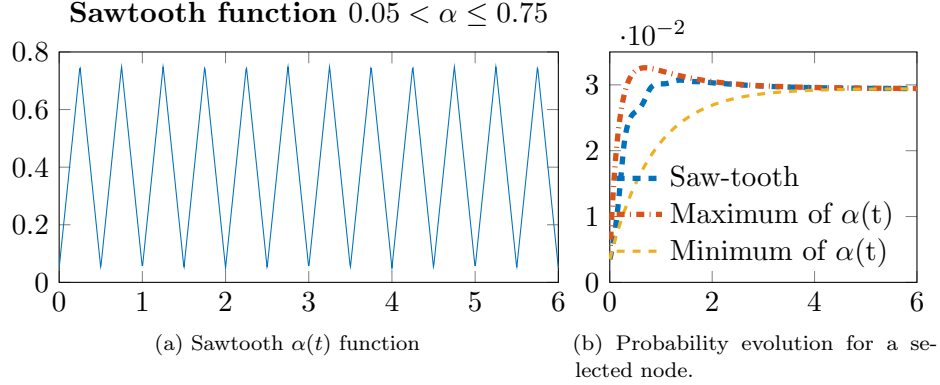 Sawtooth function 0.05 < α ≤ 0.75
0.8
0.6
0.4
0.2
0
0 1 2 3 4 5 6
(a) Sawtooth α(t) function
·10⁻²
3
2
1
0
Saw-tooth
Maximum of α(t)
Minimum of α(t)
0 2 4 6
(b) Probability evolution for a se-
lected node.